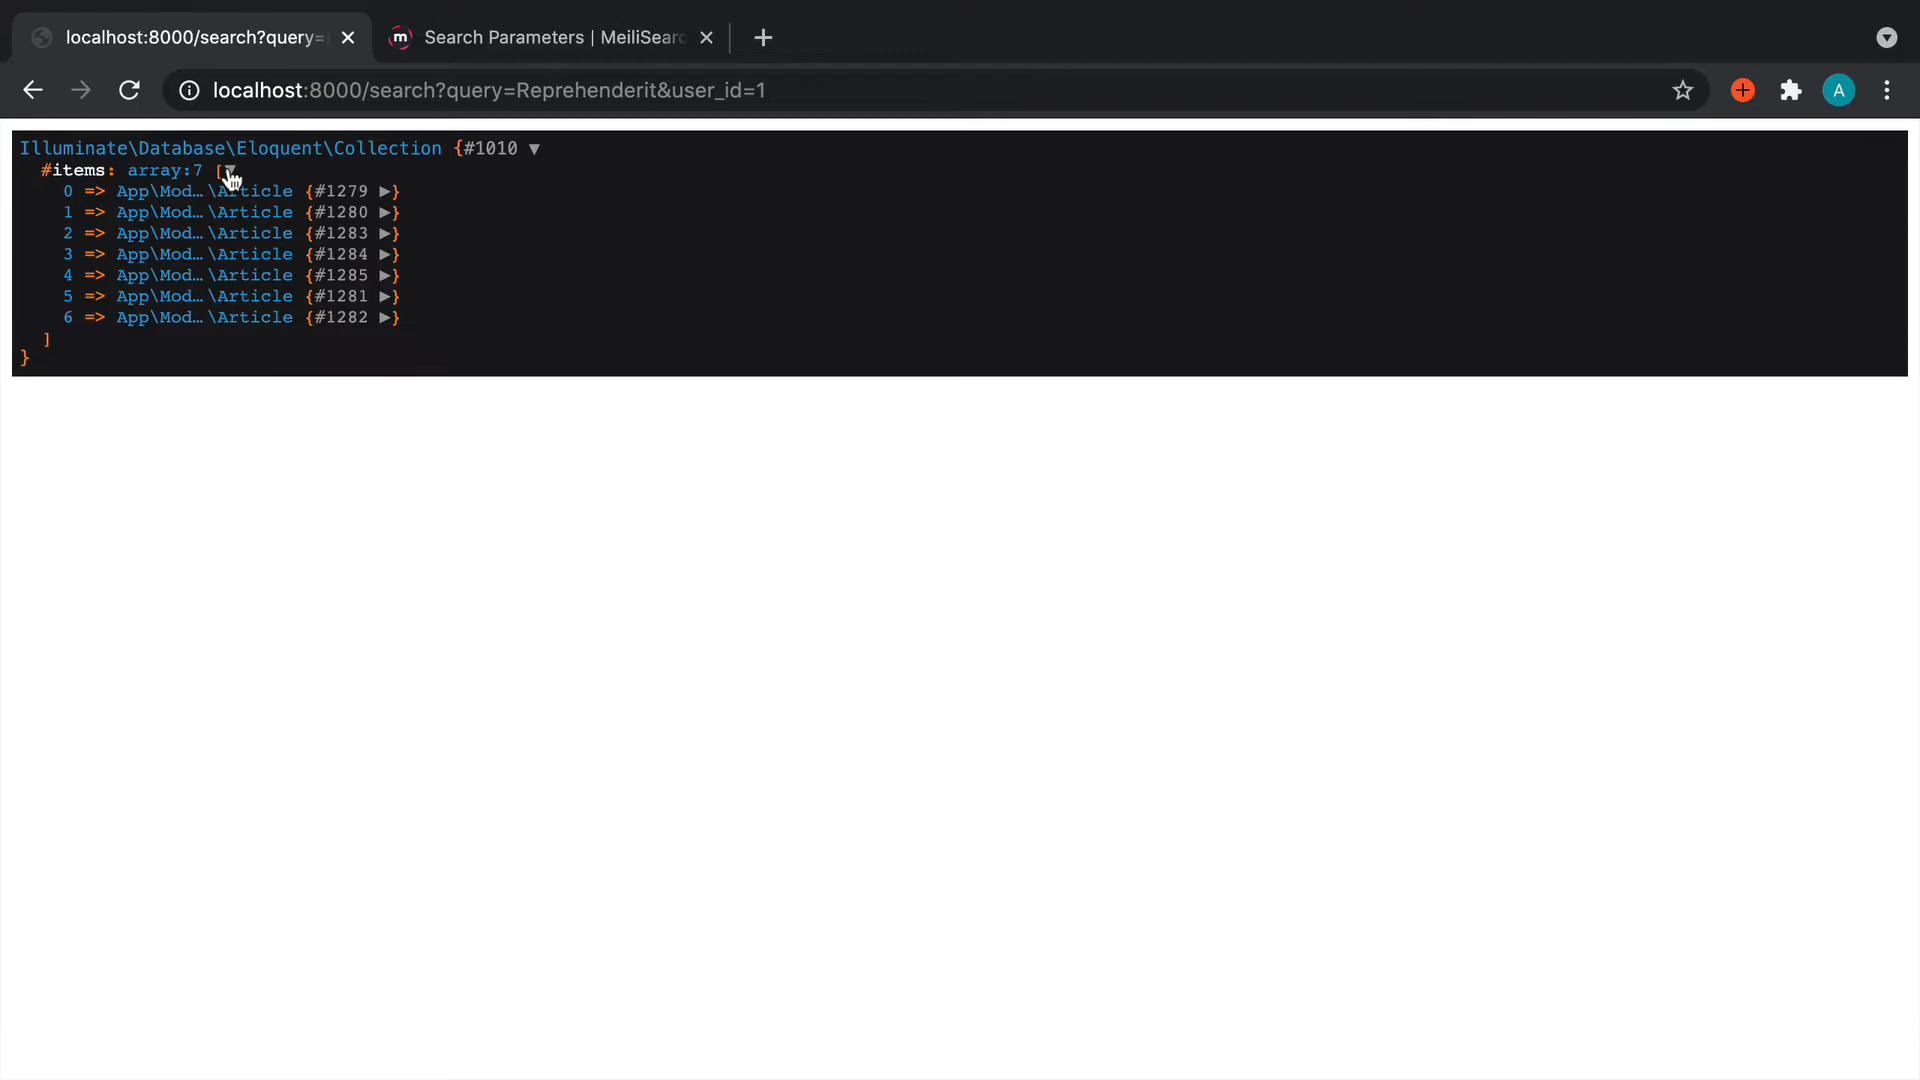 localhost:8000/search?query=
Search Parameters | MeiliSearc
localhost:8000/search?query=Reprehenderit&user_id=1
A
Illuminate\Database\Eloquent\Collection {#1010 ▼
#items: array:7 [▼
0 => App\Mod…\Article {#1279 ▶}
1 => App\Mod…\Article {#1280 ▶}
2 => App\Mod…\Article {#1283 ▶}
3 => App\Mod…\Article {#1284 ▶}
4 => App\Mod…\Article {#1285 ▶}
5 => App\Mod…\Article {#1281 ▶}
6 => App\Mod…\Article {#1282 ▶}
]
}